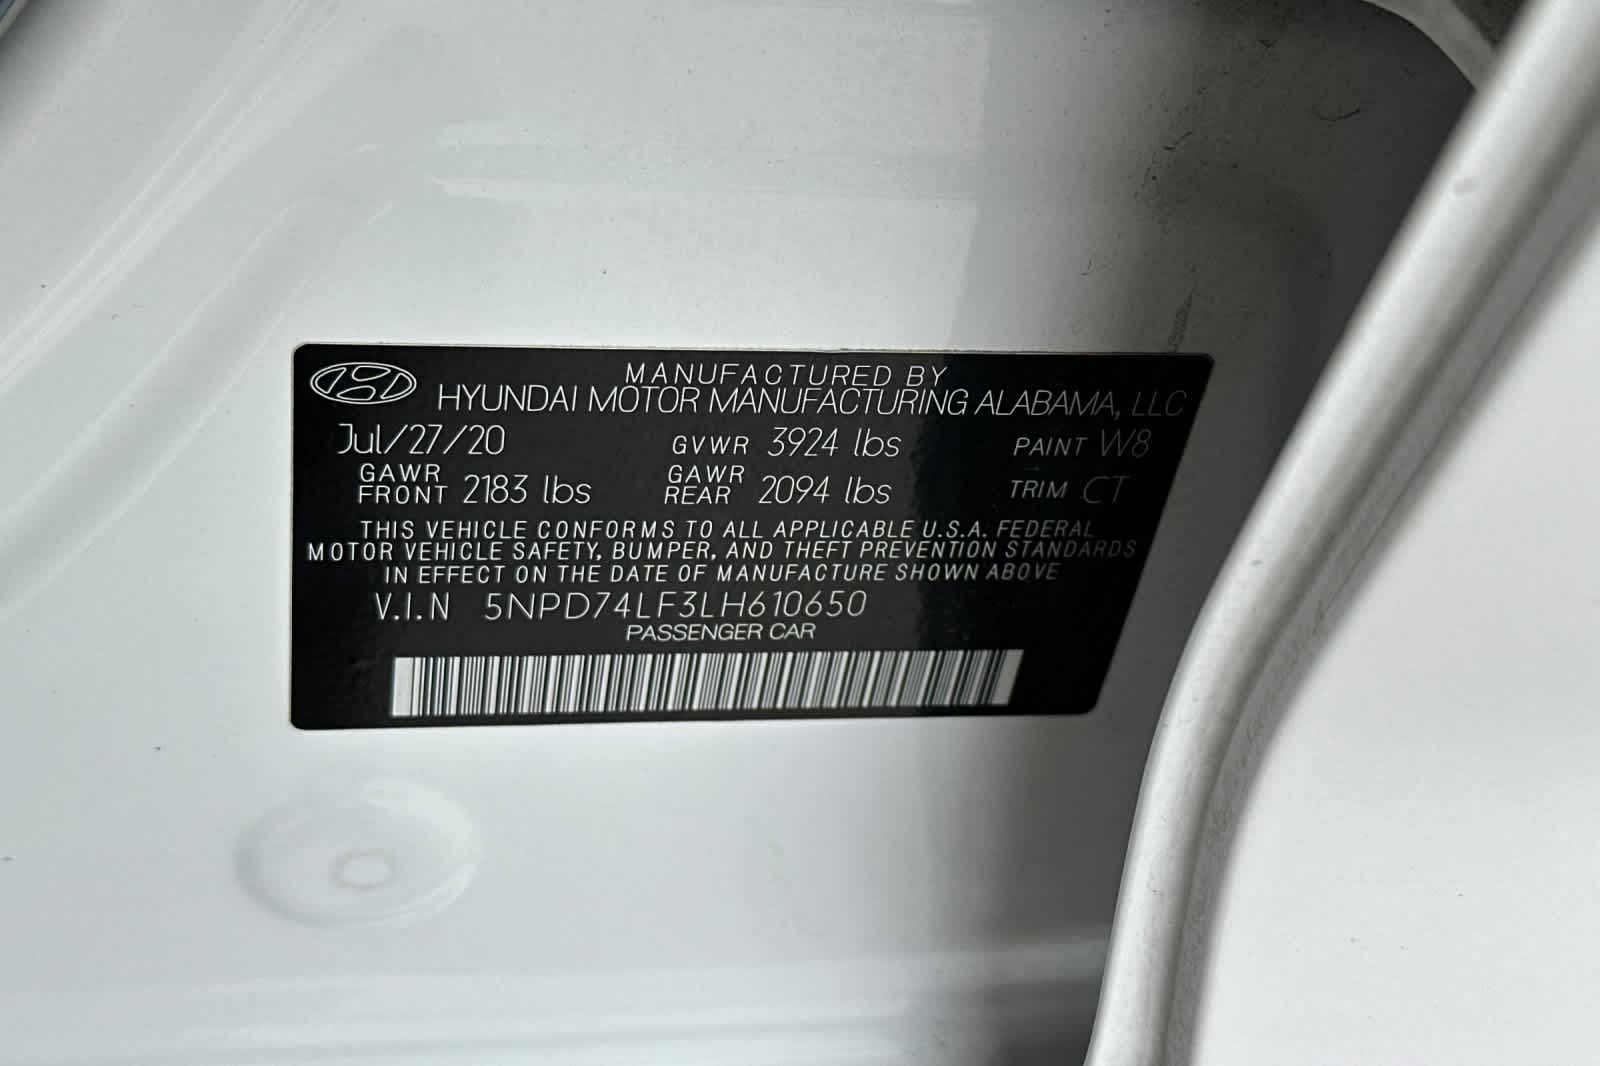 MANUFACTURED BY
HYUNDAI MOTOR MANUFACTURING ALABAMA, LLC
Jul/27/20 GVWR 3924 lbs PAINT W8
GAWR FRONT 2183 lbs GAWR REAR 2094 lbs TRIM CT
THIS VEHICLE CONFORMS TO ALL APPLICABLE U.S.A. FEDERAL
MOTOR VEHICLE SAFETY, BUMPER, AND THEFT PREVENTION STANDARDS
IN EFFECT ON THE DATE OF MANUFACTURE SHOWN ABOVE
V.I.N 5NPD74LF3LH610650
PASSENGER CAR